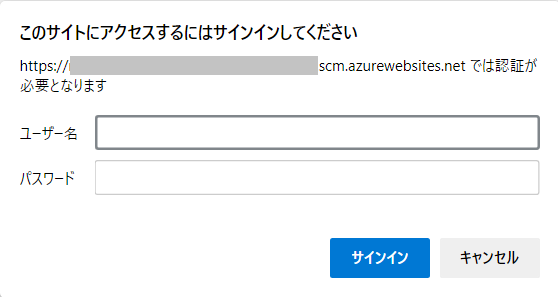 このサイトにアクセスするにはサインインしてください
https:// scm.azurewebsites.net では認証が
必要となります
ユーザー名
パスワード
サインイン
キャンセル